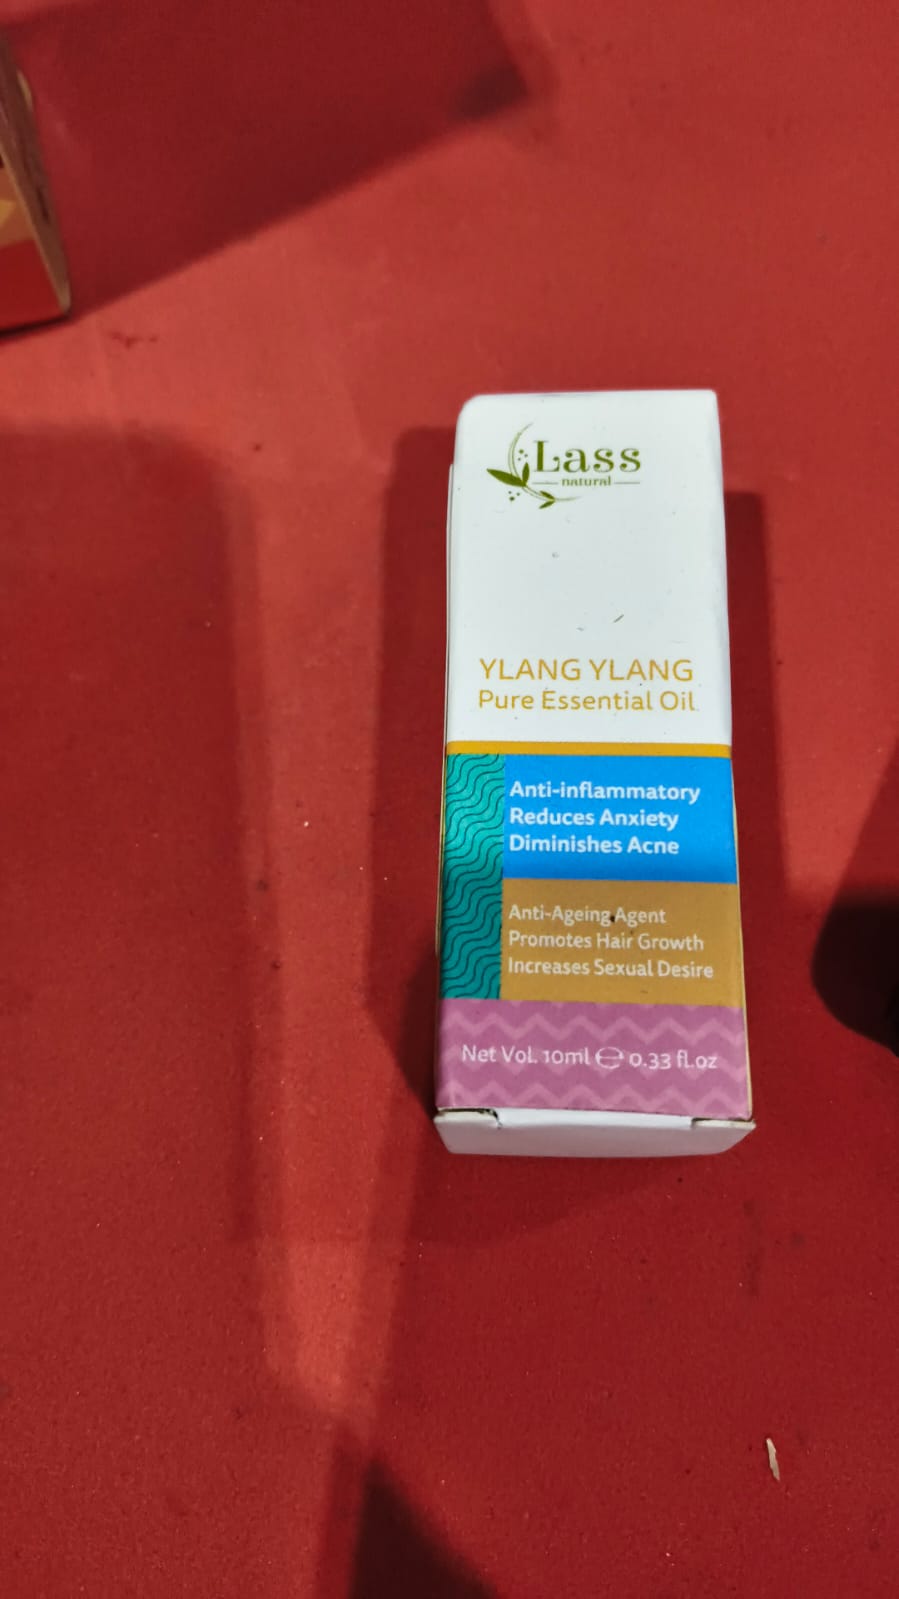 Lass
natural
YLANG YLANG
Pure Essential Oil
Anti-inflammatory
Reduces Anxiety
Diminishes Acne
Anti-Ageing Agent
Promotes Hair Growth
Increases Sexual Desire
Net Vol. 10ml ℮ 0.33 fl.oz